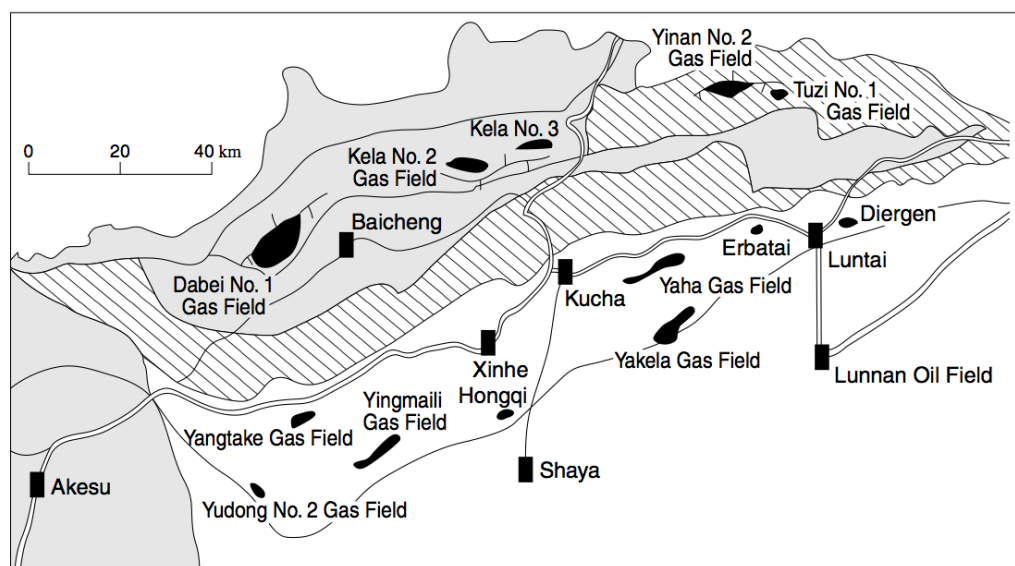 Yinan No. 2
Gas Field
Tuzi No. 1
Gas Field
Kela No. 3
0 20 40 km
Kela No. 2
Gas Field
Baicheng
Diergen
Erbatai
Luntai
Dabei No. 1
Gas Field
Kucha
Yaha Gas Field
Yakela Gas Field
Xinhe
Lunnan Oil Field
Hongqi
Yingmaili
Gas Field
Yangtake Gas Field
Shaya
Akesu
Yudong No. 2 Gas Field